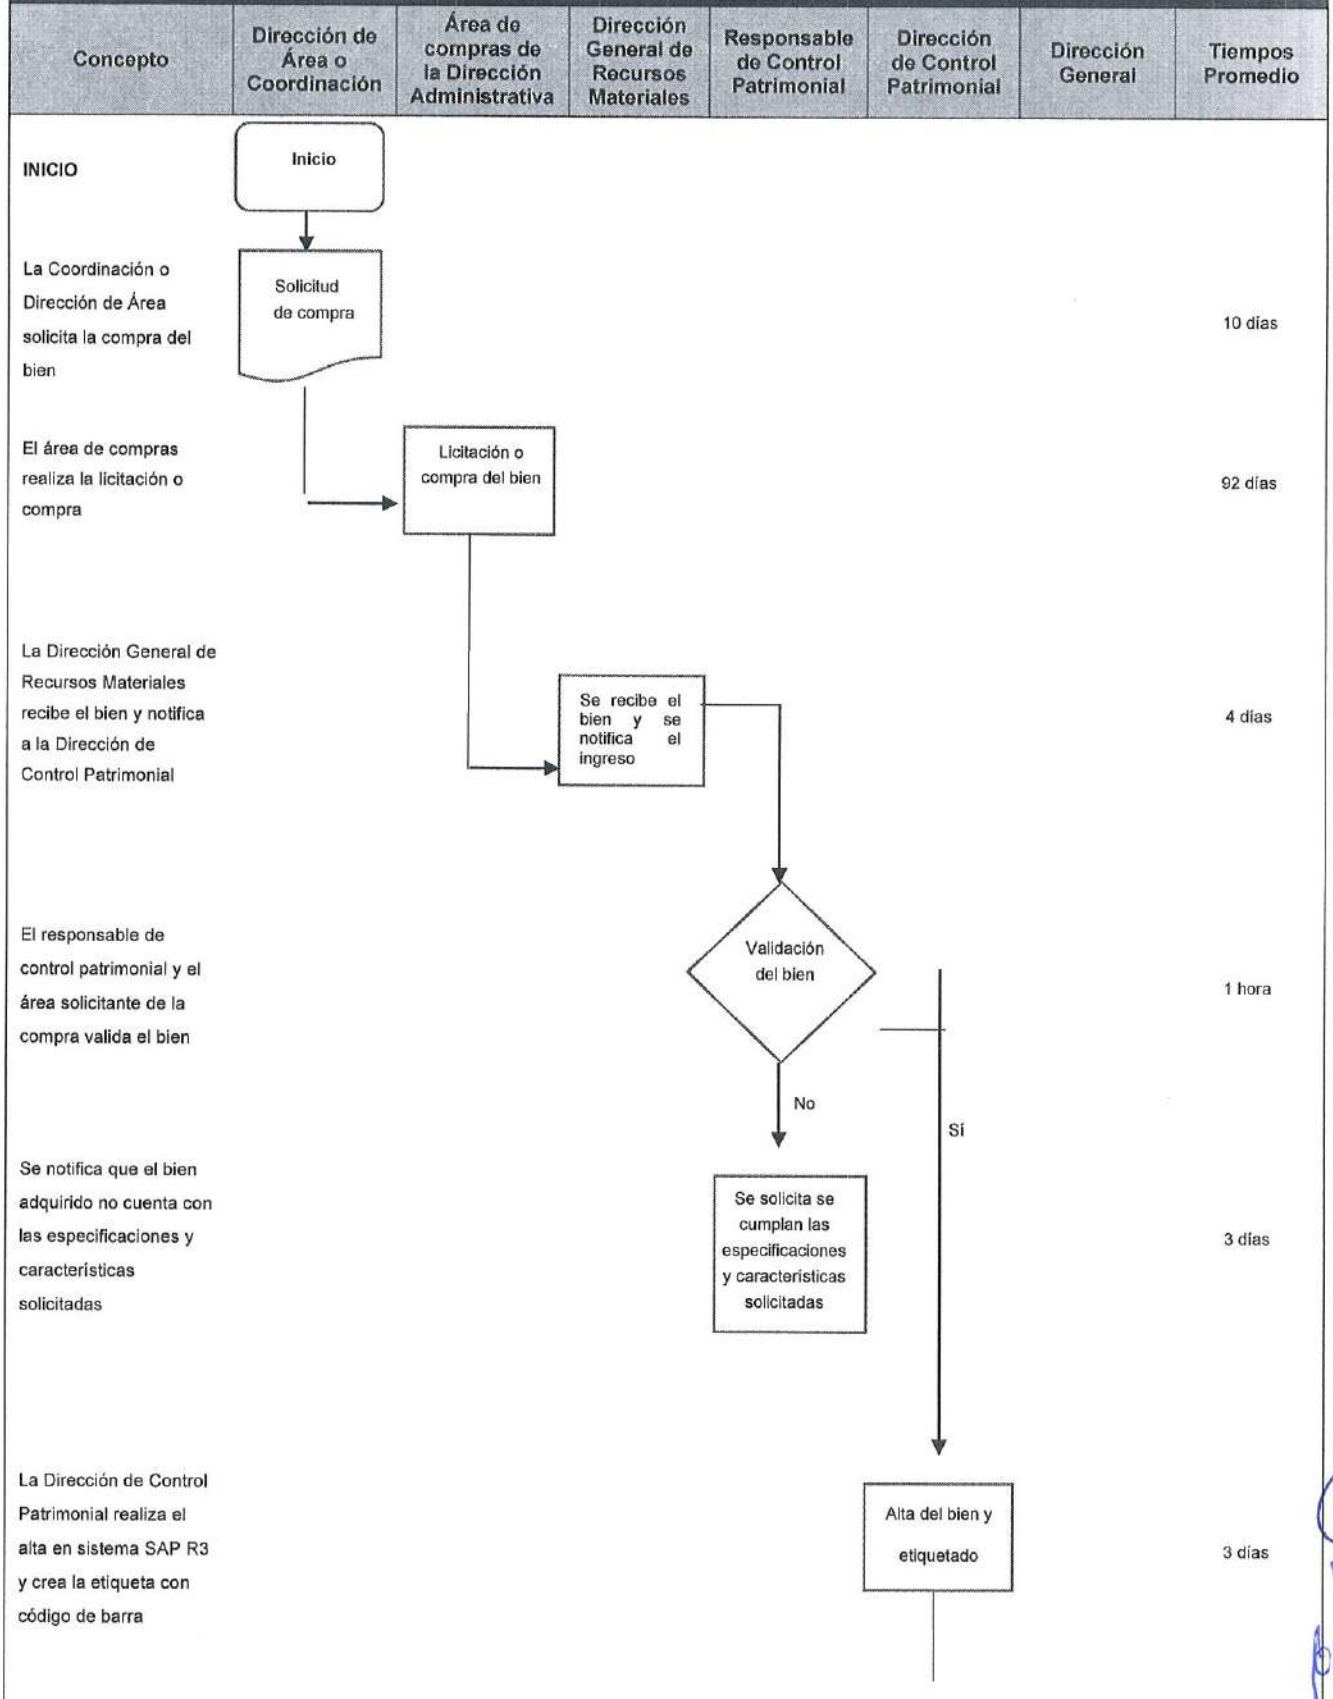 Concepto
Dirección de
Área o
Coordinación
Área de
compras de
la Dirección
Administrativa
Dirección
General de
Recursos
Materiales
Responsable
de Control
Patrimonial
Dirección
de Control
Patrimonial
Dirección
General
Tiempos
Promedio
INICIO
Inicio
La Coordinación o
Dirección de Área
solicita la compra del
bien
Solicitud
de compra
10 días
El área de compras
realiza la licitación o
compra
Licitación o
compra del bien
92 días
La Dirección General de
Recursos Materiales
recibe el bien y notifica
a la Dirección de
Control Patrimonial
Se recibe el
bien y se
notifica el
ingreso
4 días
El responsable de
control patrimonial y el
área solicitante de la
compra valida el bien
Validación
del bien
1 hora
No
Sí
Se notifica que el bien
adquirido no cuenta con
las especificaciones y
características
solicitadas
Se solicita se
cumplan las
especificaciones
y características
solicitadas
3 días
La Dirección de Control
Patrimonial realiza el
alta en sistema SAP R3
y crea la etiqueta con
código de barra
Alta del bien y
etiquetado
3 días